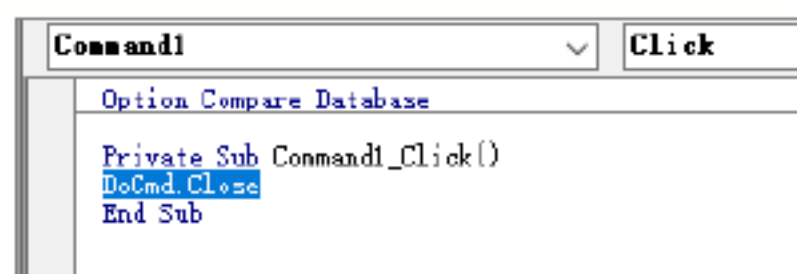 Command1 Click
Option Compare Database
Private Sub Command1_Click()
DoCmd.Close
End Sub